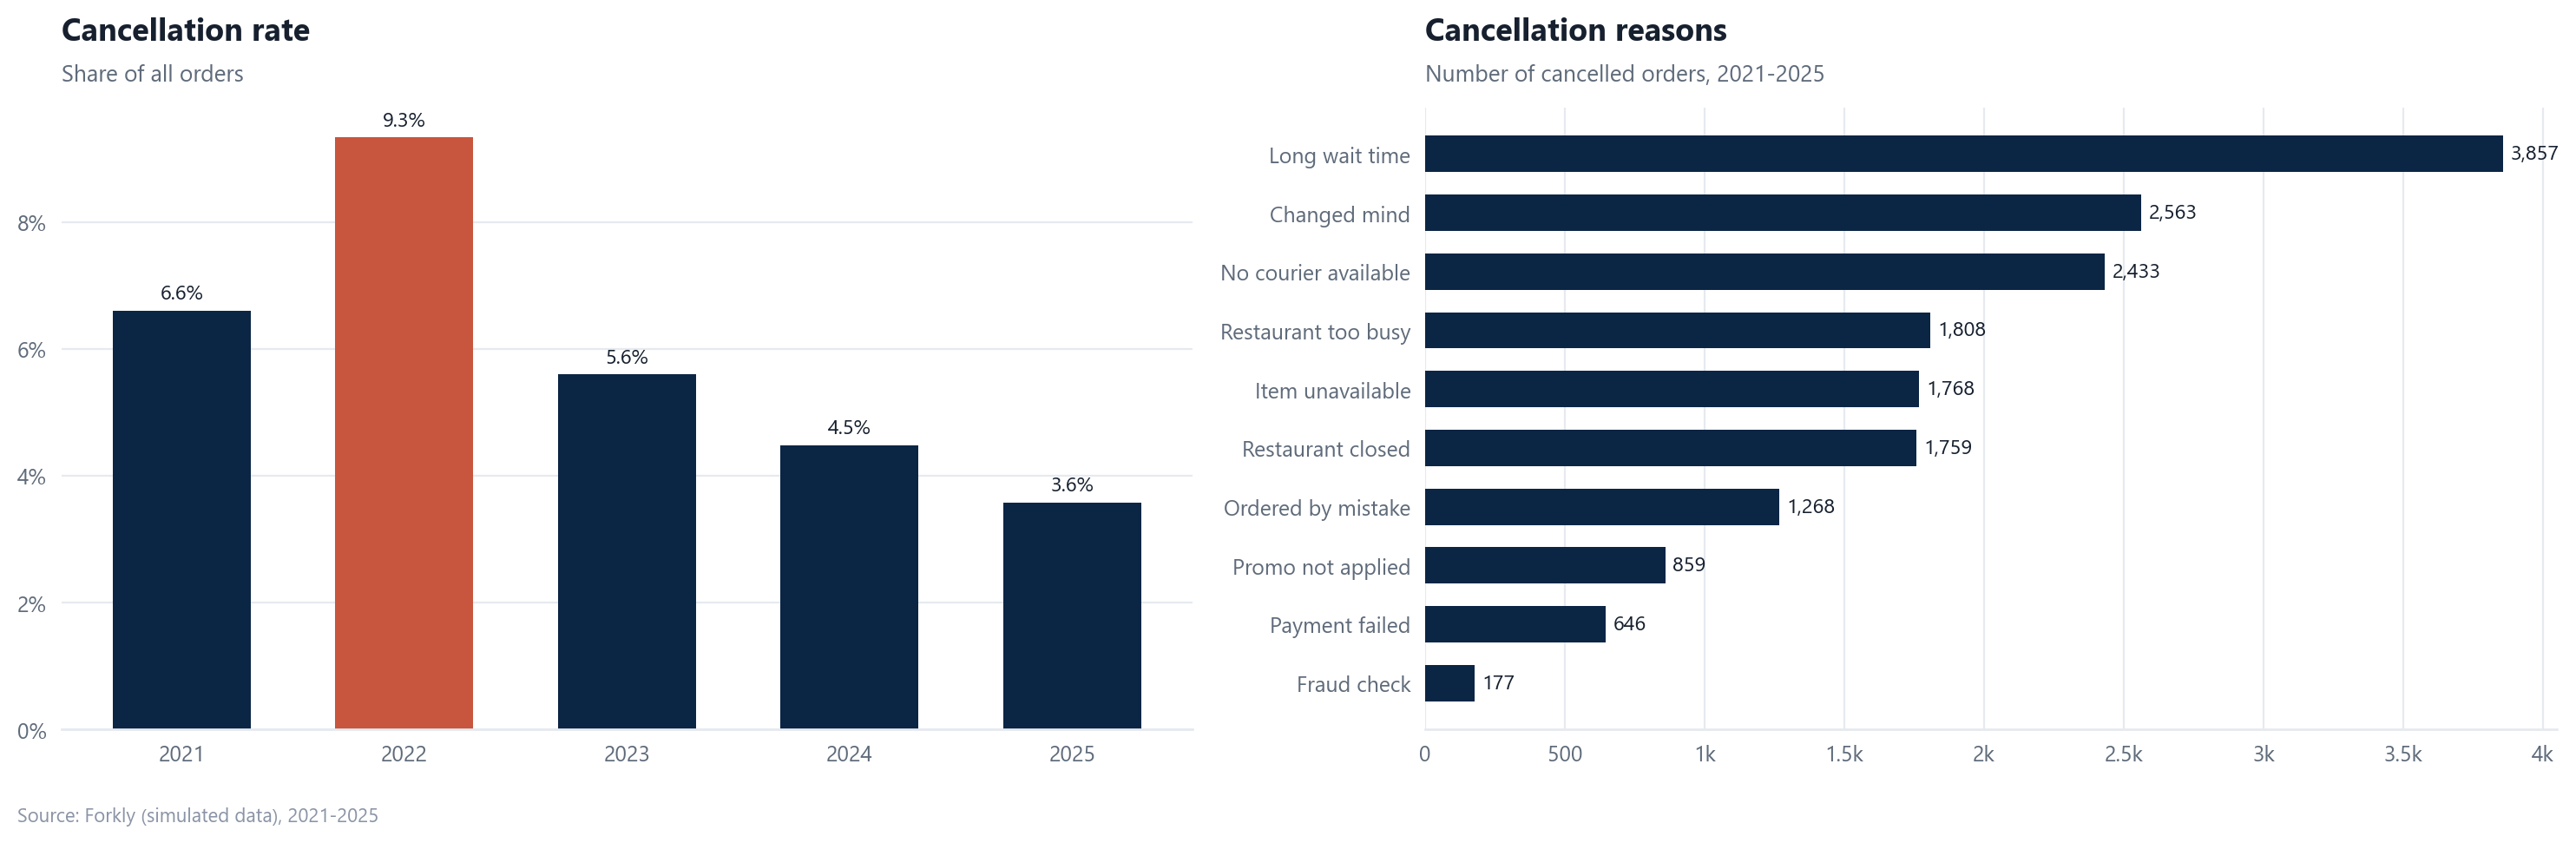 Cancellation rate
Share of all orders
9.3%
8%
6.6%
6%
5.6%
4.5%
4%
3.6%
2%
0%
2021 2022 2023 2024 2025
Source: Forkly (simulated data), 2021-2025
Cancellation reasons
Number of cancelled orders, 2021-2025
Long wait time 3,857
Changed mind 2,563
No courier available 2,433
Restaurant too busy 1,808
Item unavailable 1,768
Restaurant closed 1,759
Ordered by mistake 1,268
Promo not applied 859
Payment failed 646
Fraud check 177
0 500 1k 1.5k 2k 2.5k 3k 3.5k 4k